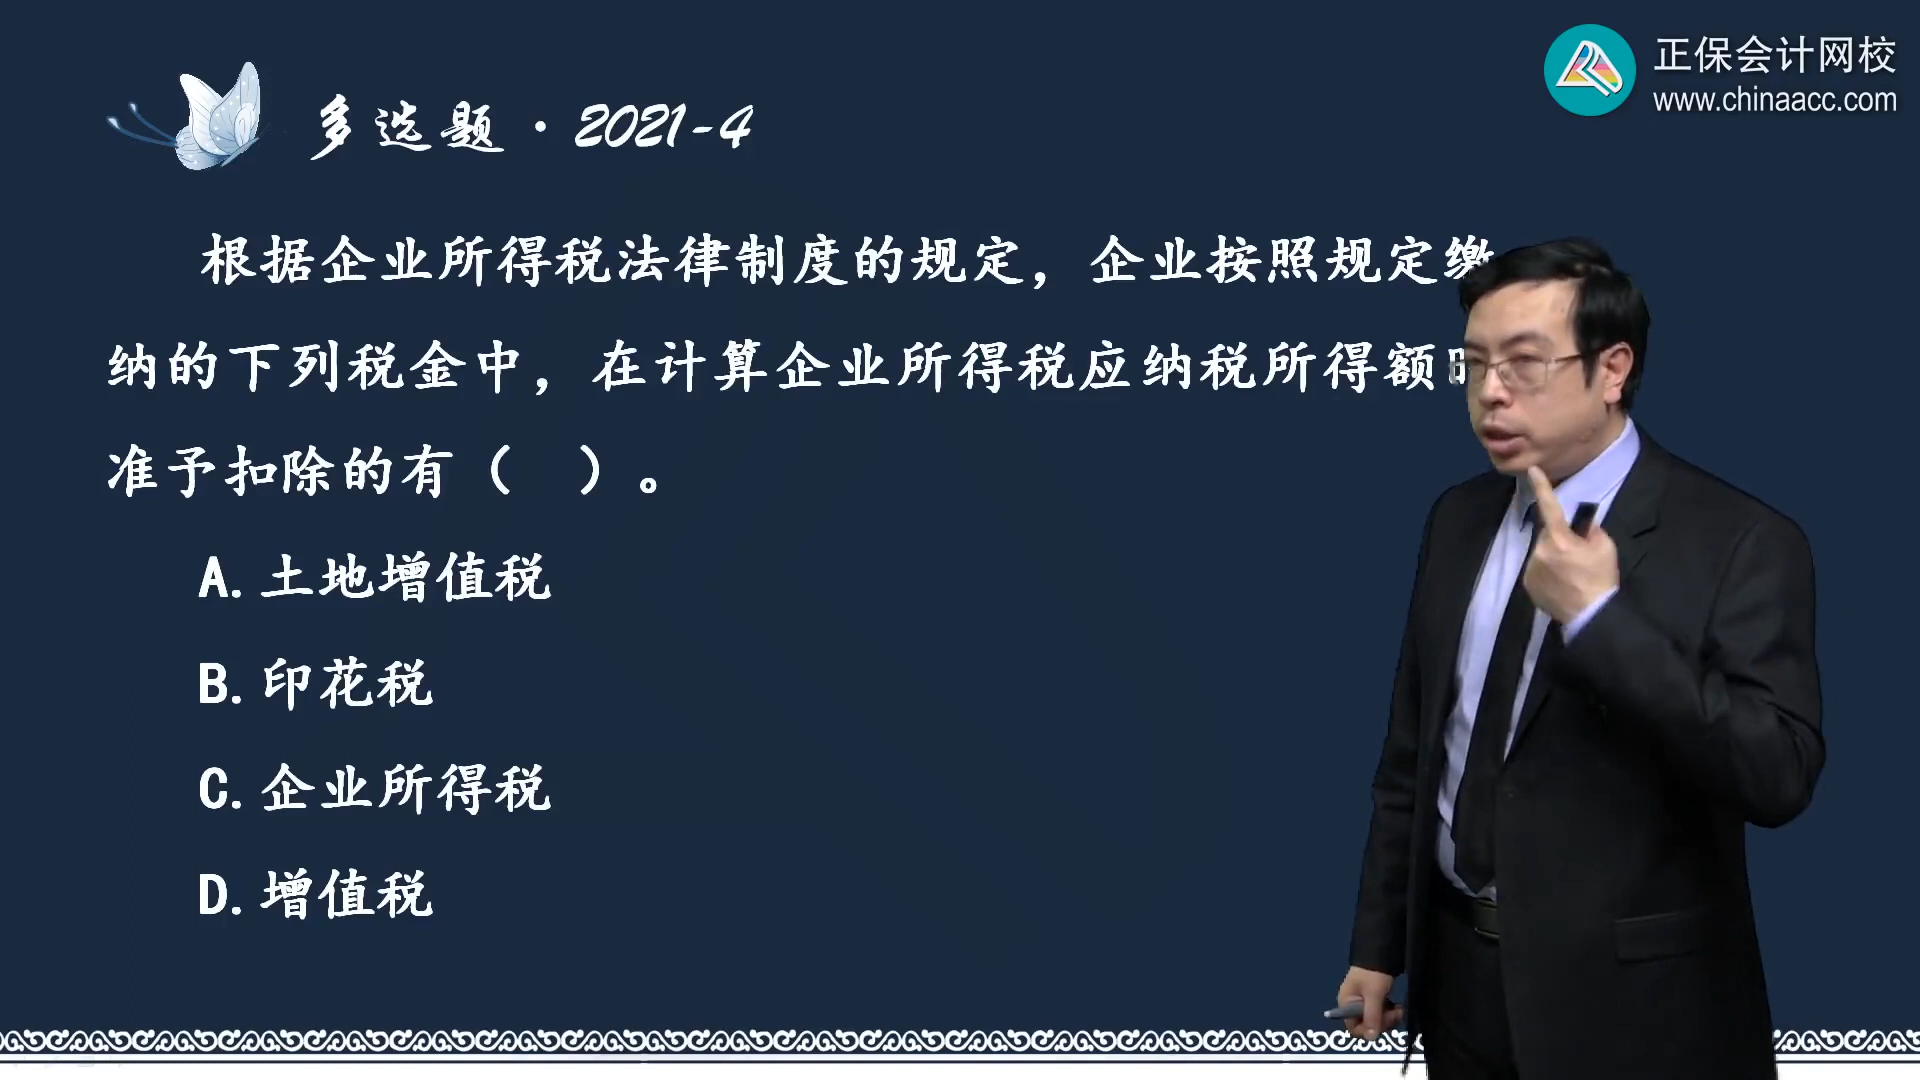 正保会计网校
www.chinaacc.com
多选题·2021-4
根据企业所得税法律制度的规定，企业按照规定缴
纳的下列税金中，在计算企业所得税应纳税所得额
准予扣除的有（　）。
A.土地增值税
B.印花税
C.企业所得税
D.增值税